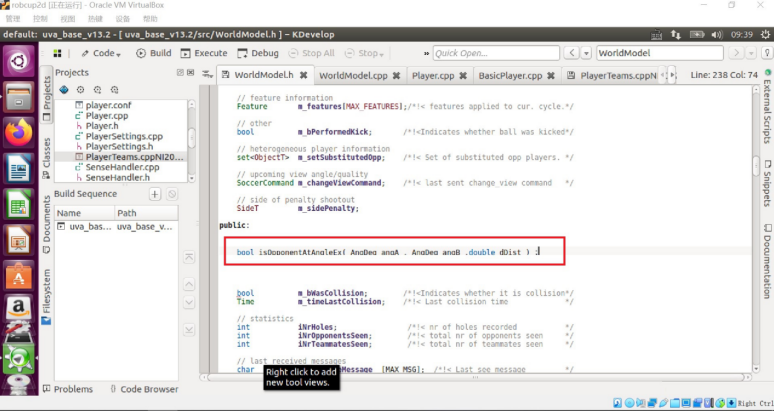 robcup2d [正在运行] - Oracle VM VirtualBox
管理 控制 视图 热键 设备 帮助
default: uva_base_v13.2 - [ uva_base_v13.2/src/WorldModel.h ] – KDevelop
09:39
Code Build Execute Debug Stop All Stop » Quick Open... WorldModel
Projects
WorldModel.h WorldModel.cpp Player.cpp BasicPlayer.cpp PlayerTeams.cppN Line: 238 Col: 74
player.conf
Player.cpp
Player.h
PlayerSettings.cpp
PlayerSettings.h
PlayerTeams.cppNI20...
SenseHandler.cpp
SenseHandler.h
Build Sequence
Name Path
uva_bas... uva_base_v...
Projects
Classes
Documents
Filesystem
// feature information
Feature m_features[MAX_FEATURES];/*!< features applied to cur. cycle.*/
// other
bool m_bPerformedKick; /*!<Indicates whether ball was kicked*/
// heterogeneous player information
set<ObjectT> m_setSubstitutedOpp; /*!< Set of substituted opp players. */
// upcoming view angle/quality
SoccerCommand m_changeViewCommand; /*!< last sent change_view command */
// side of penalty shootout
SideT m_sidePenalty;
public:
bool isOpponentAtAngleEx( AngDeg angA , AngDeg angB ,double dDist ) ;
bool m_bWasCollision; /*!<Indicates whether it is collision*/
Time m_timeLastCollision; /*!< Last collision time */
// statistics
int iNrHoles; /*!< nr of holes recorded */
int iNrOpponentsSeen; /*!< total nr of opponents seen */
int iNrTeammatesSeen; /*!< total nr of teammates seen */
// last received messages
char Message [MAX_MSG]; /*!< Last see message */
External Scripts
Snippets
Documentation
Right click to add
new tool views.
Problems Code Browser
Right Ctrl